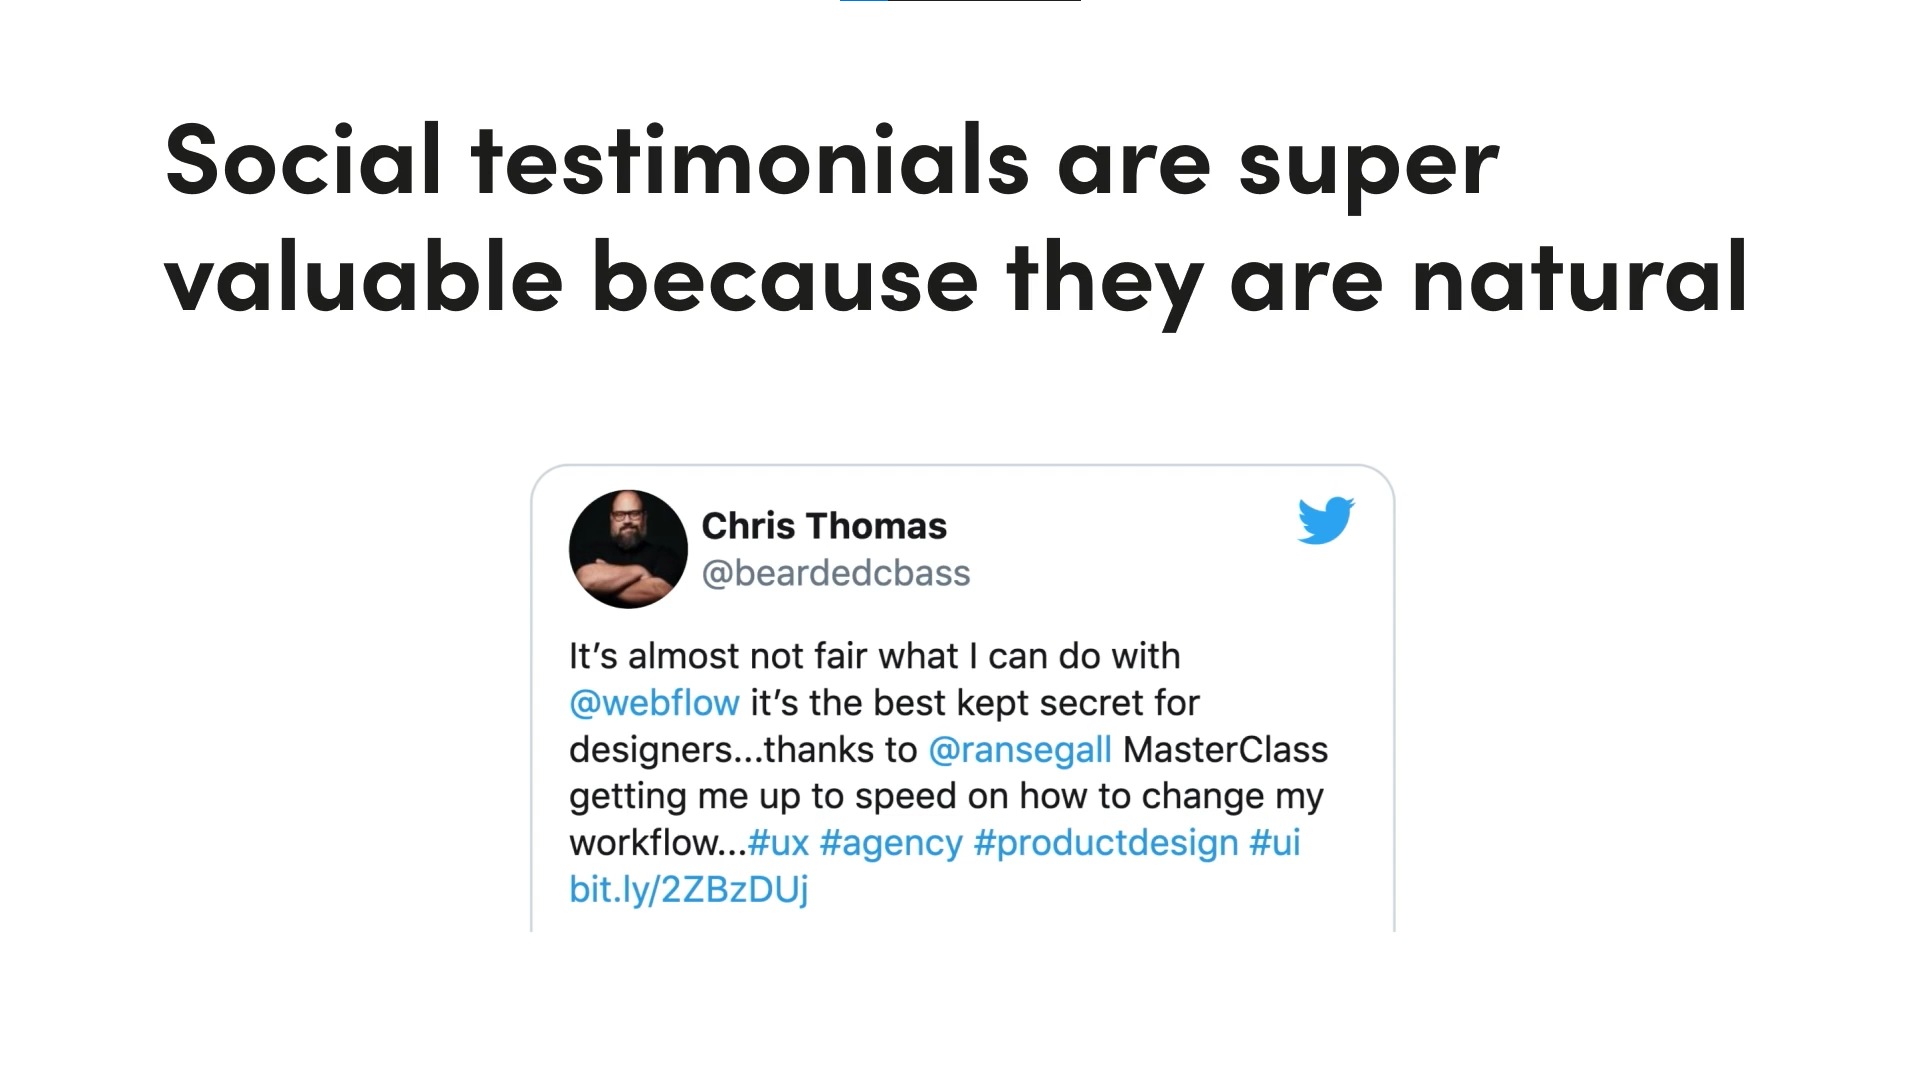 Social testimonials are super
valuable because they are natural
Chris Thomas
@beardedcbass
It’s almost not fair what I can do with
@webflow it’s the best kept secret for
designers...thanks to @ransegall MasterClass
getting me up to speed on how to change my
workflow...#ux #agency #productdesign #ui
bit.ly/2ZBzDUj